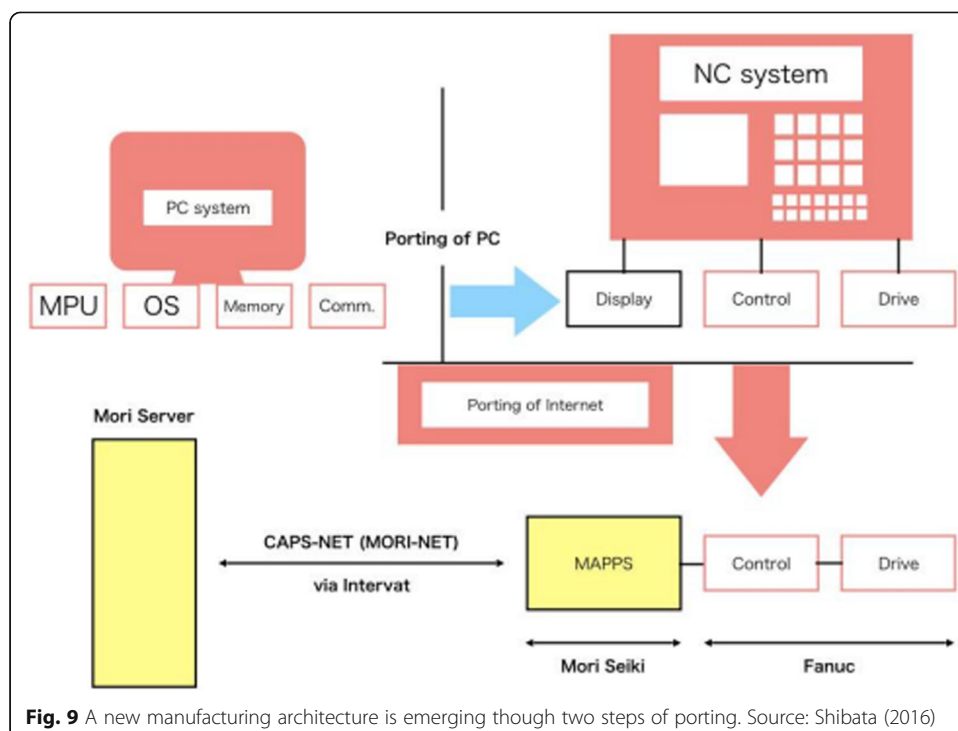 NC system
PC system
Porting of PC
MPU
OS
Memory
Comm.
Display
Control
Drive
Porting of Internet
Mori Server
CAPS-NET (MORI-NET)
via Intervat
MAPPS
Control
Drive
Mori Seiki
Fanuc
Fig. 9 A new manufacturing architecture is emerging though two steps of porting. Source: Shibata (2016)